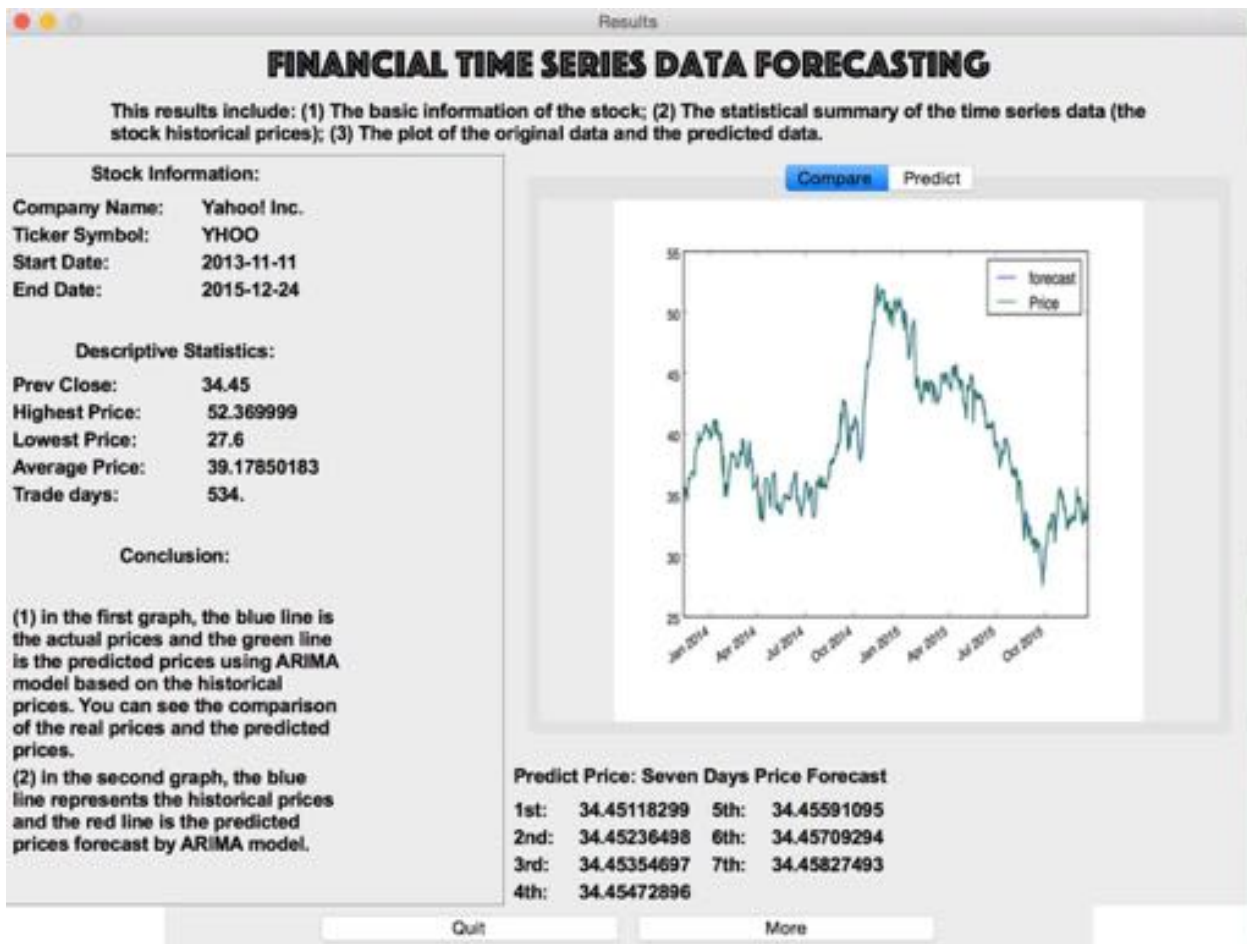 Results
FINANCIAL TIME SERIES DATA FORECASTING
This results include: (1) The basic information of the stock; (2) The statistical summary of the time series data (the
stock historical prices); (3) The plot of the original data and the predicted data.
Stock Information:
Company Name: Yahoo! Inc.
Ticker Symbol: YHOO
Start Date: 2013-11-11
End Date: 2015-12-24
Descriptive Statistics:
Prev Close: 34.45
Highest Price: 52.369999
Lowest Price: 27.6
Average Price: 39.17850183
Trade days: 534.
Conclusion:
(1) in the first graph, the blue line is
the actual prices and the green line
is the predicted prices using ARIMA
model based on the historical
prices. You can see the comparison
of the real prices and the predicted
prices.
(2) in the second graph, the blue
line represents the historical prices
and the red line is the predicted
prices forecast by ARIMA model.
Compare Predict
forecast
Price
55
50
45
40
35
30
25
Jan 2014 Apr 2014 Jul 2014 Oct 2014 Jan 2015 Apr 2015 Jul 2015 Oct 2015
Predict Price: Seven Days Price Forecast
1st: 34.45118299 5th: 34.45591095
2nd: 34.45236498 6th: 34.45709294
3rd: 34.45354697 7th: 34.45827493
4th: 34.45472896
Quit More